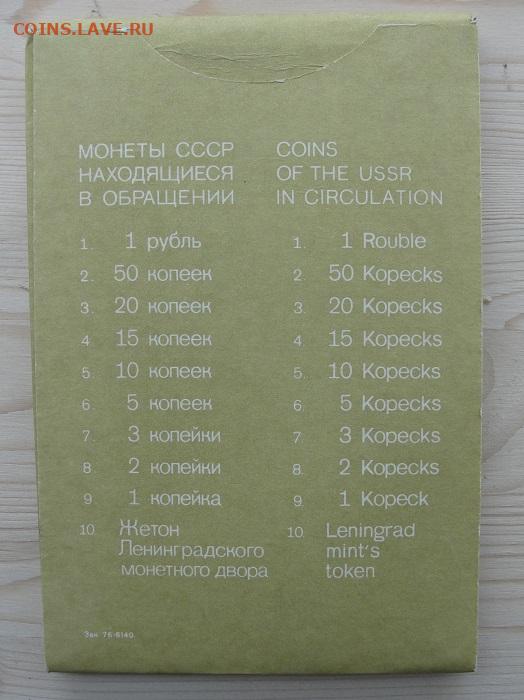 COINS.LAVE.RU
МОНЕТЫ СССР
НАХОДЯЩИЕСЯ
В ОБРАЩЕНИИ
1. 1 рубль
2. 50 копеек
3. 20 копеек
4 15 копеек
5. 10 копеек
6. 5 копеек
7. 3 копейки
8 2 копейки
9 1 копейка
10. Жетон
Ленинградского
монетного двора
COINS
OF THE USSR
IN CIRCULATION
1. 1 Rouble
2 50 Kopecks
3. 20 Kopecks
4 15 Kopecks
5. 10 Kopecks
6 5 Kopecks
7. 3 Kopecks
8 2 Kopecks
9. 1 Kopeck
10. Leningrad
mint's
token
Зак 76-6140